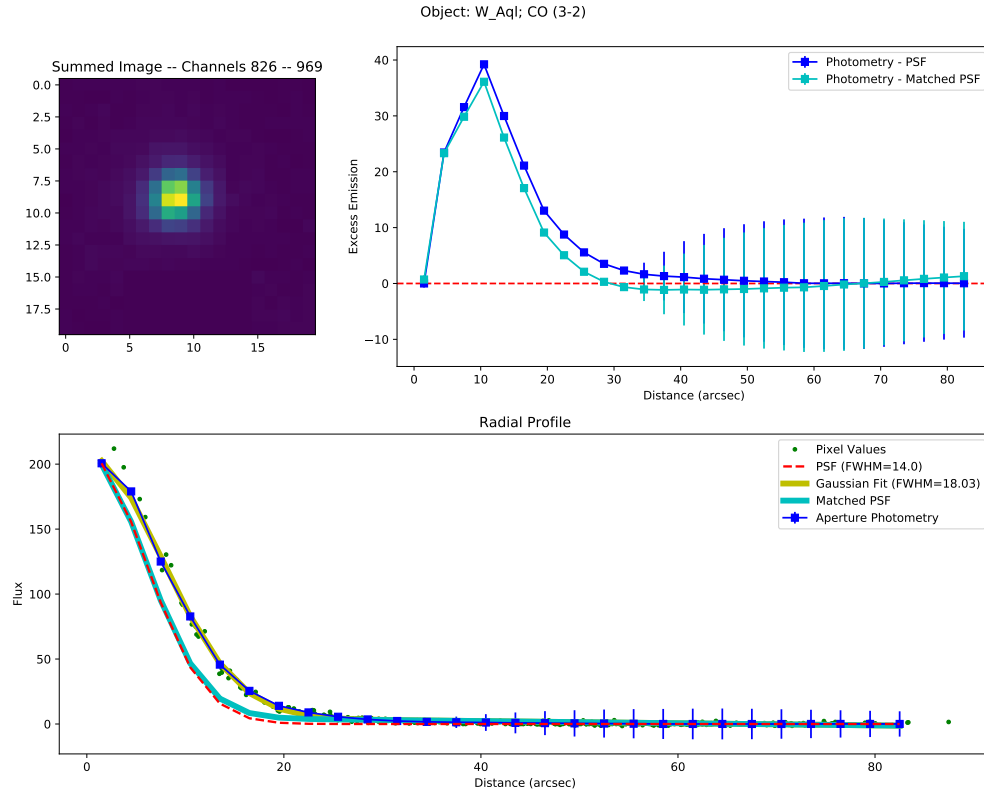 Object: W_Aql; CO (3-2)
Summed Image -- Channels 826 -- 969
0.0
2.5
5.0
7.5
10.0
12.5
15.0
17.5
0 5 10 15
Photometry - PSF
Photometry - Matched PSF
Excess Emission
40
30
20
10
0
−10
0 10 20 30 40 50 60 70 80
Distance (arcsec)
Radial Profile
Pixel Values
PSF (FWHM=14.0)
Gaussian Fit (FWHM=18.03)
Matched PSF
Aperture Photometry
Flux
200
150
100
50
0
0 20 40 60 80
Distance (arcsec)